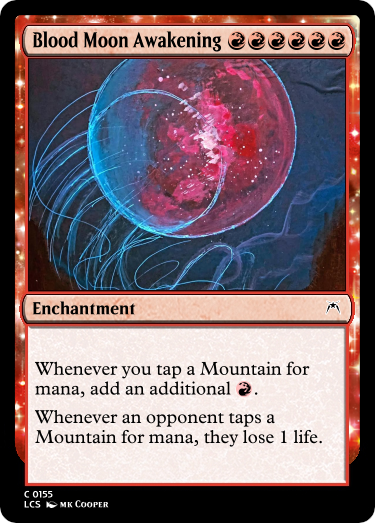 Blood Moon Awakening
Enchantment
Whenever you tap a Mountain for
mana, add an additional .
Whenever an opponent taps a
Mountain for mana, they lose 1 life.
C 0155
LCS MK COOPER